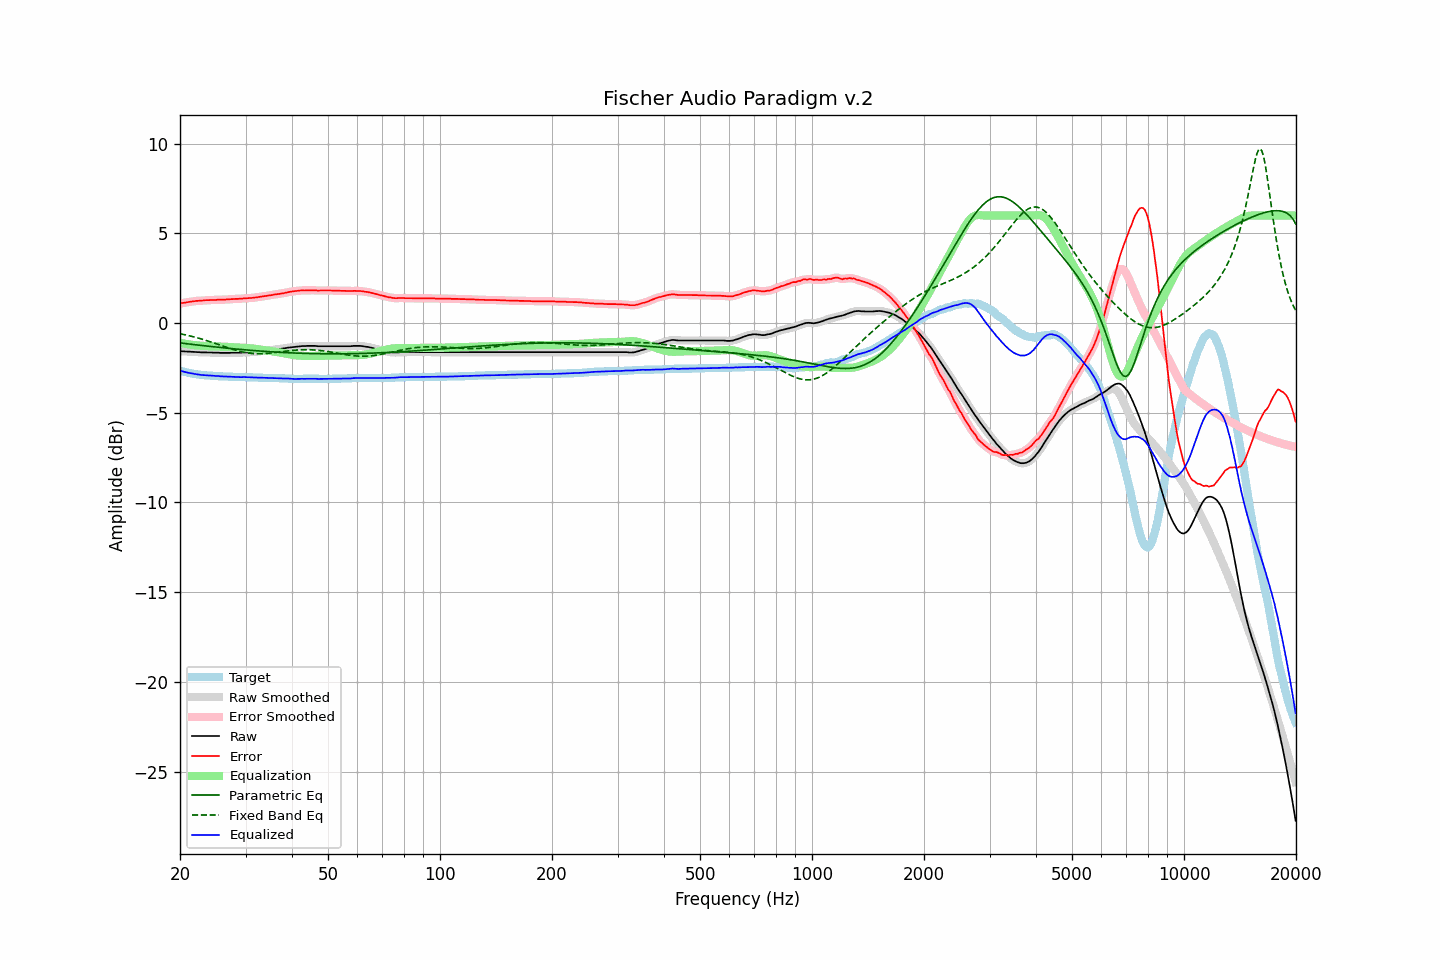 Fischer Audio Paradigm v.2
10
5
0
−5
−10
−15
−20
−25
Amplitude (dBr)
Target
Raw Smoothed
Error Smoothed
Raw
Error
Equalization
Parametric Eq
Fixed Band Eq
Equalized
20 50 100 200 500 1000 2000 5000 10000 20000
Frequency (Hz)